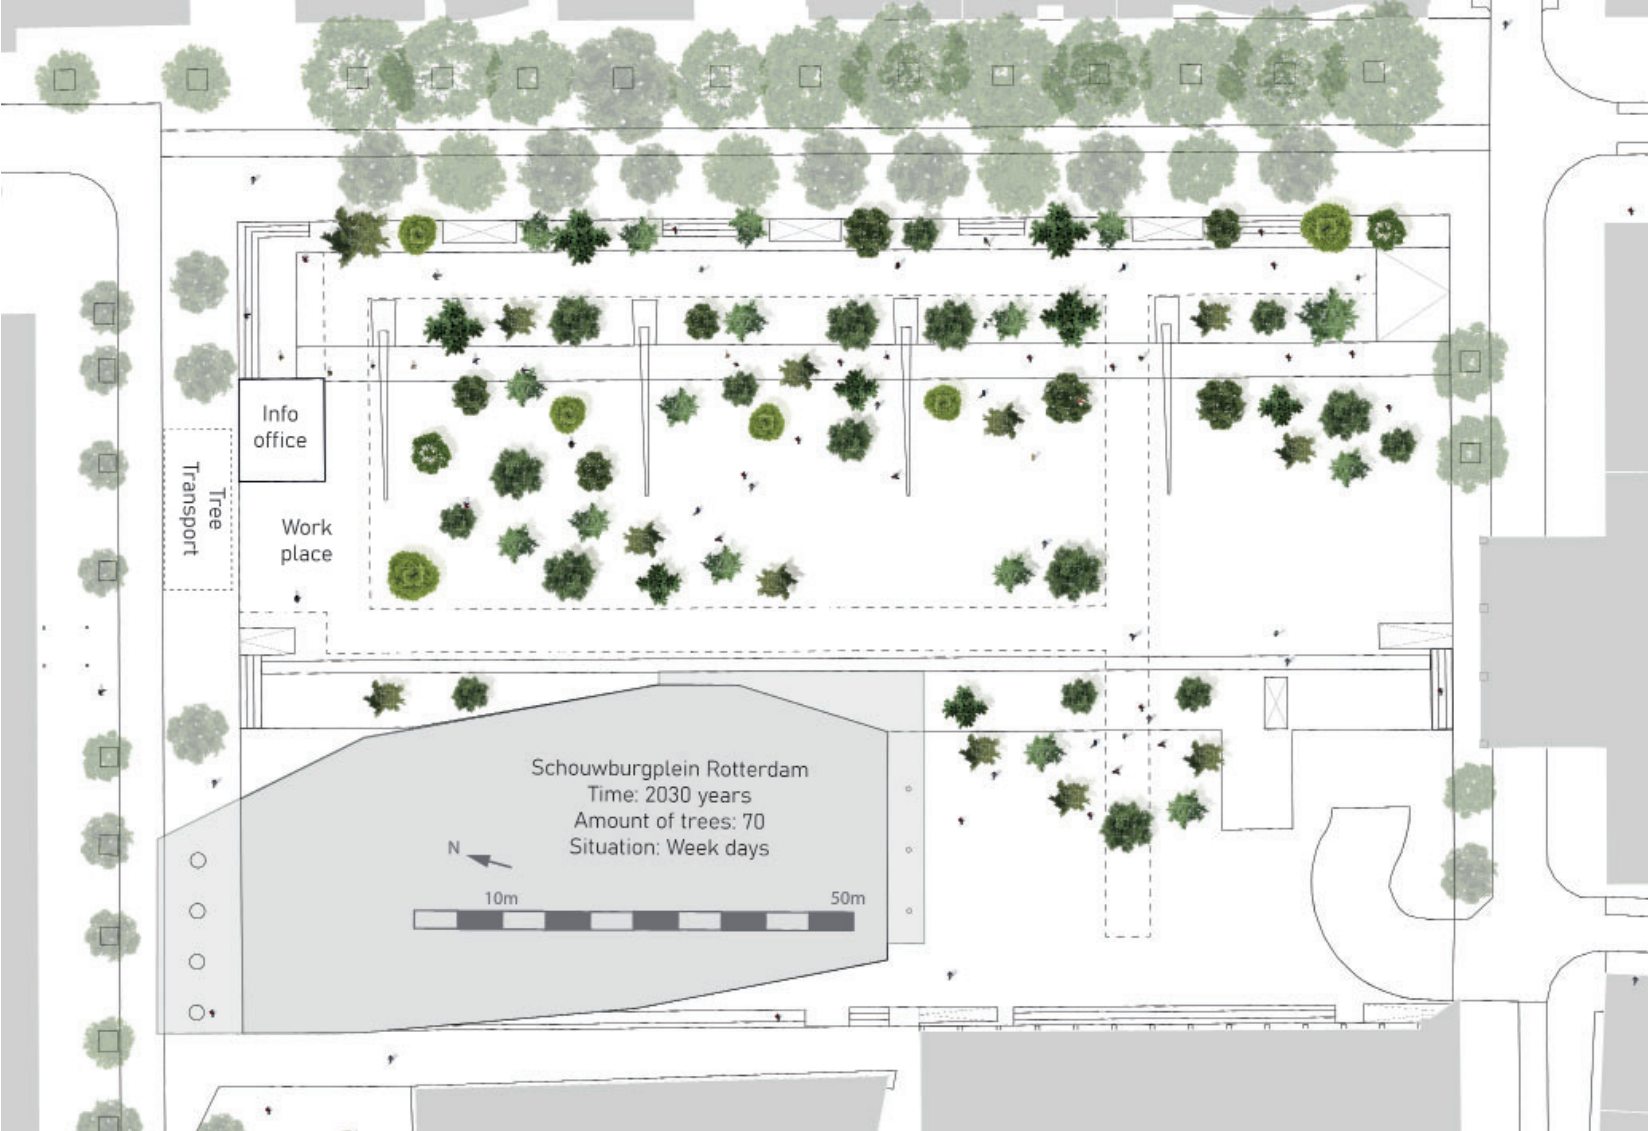 Info
office
Tree
Transport
Work
place
Schouwburgplein Rotterdam
Time: 2030 years
Amount of trees: 70
Situation: Week days
N
10m
50m